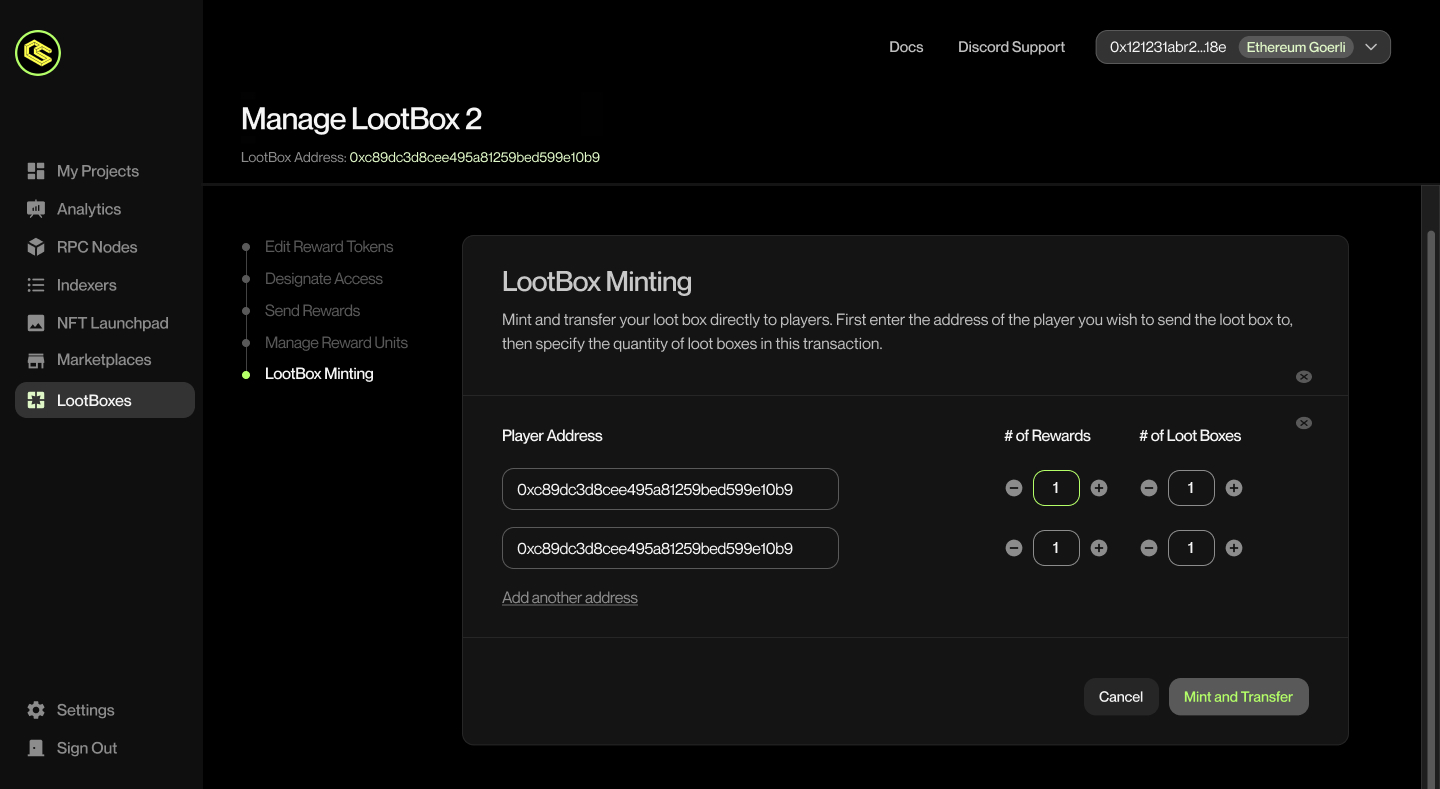 Docs
Discord Support
0x121231abr2...18e
Ethereum Goerli
Manage LootBox 2
LootBox Address: 0xc89dc3d8cee495a81259bed599e10b9
My Projects
Analytics
RPC Nodes
Indexers
NFT Launchpad
Marketplaces
LootBoxes
Settings
Sign Out
Edit Reward Tokens
Designate Access
Send Rewards
Manage Reward Units
LootBox Minting
LootBox Minting
Mint and transfer your loot box directly to players. First enter the address of the player you wish to send the loot box to,
then specify the quantity of loot boxes in this transaction.
Player Address
# of Rewards
# of Loot Boxes
0xc89dc3d8cee495a81259bed599e10b9
1
1
0xc89dc3d8cee495a81259bed599e10b9
1
1
Add another address
Cancel
Mint and Transfer